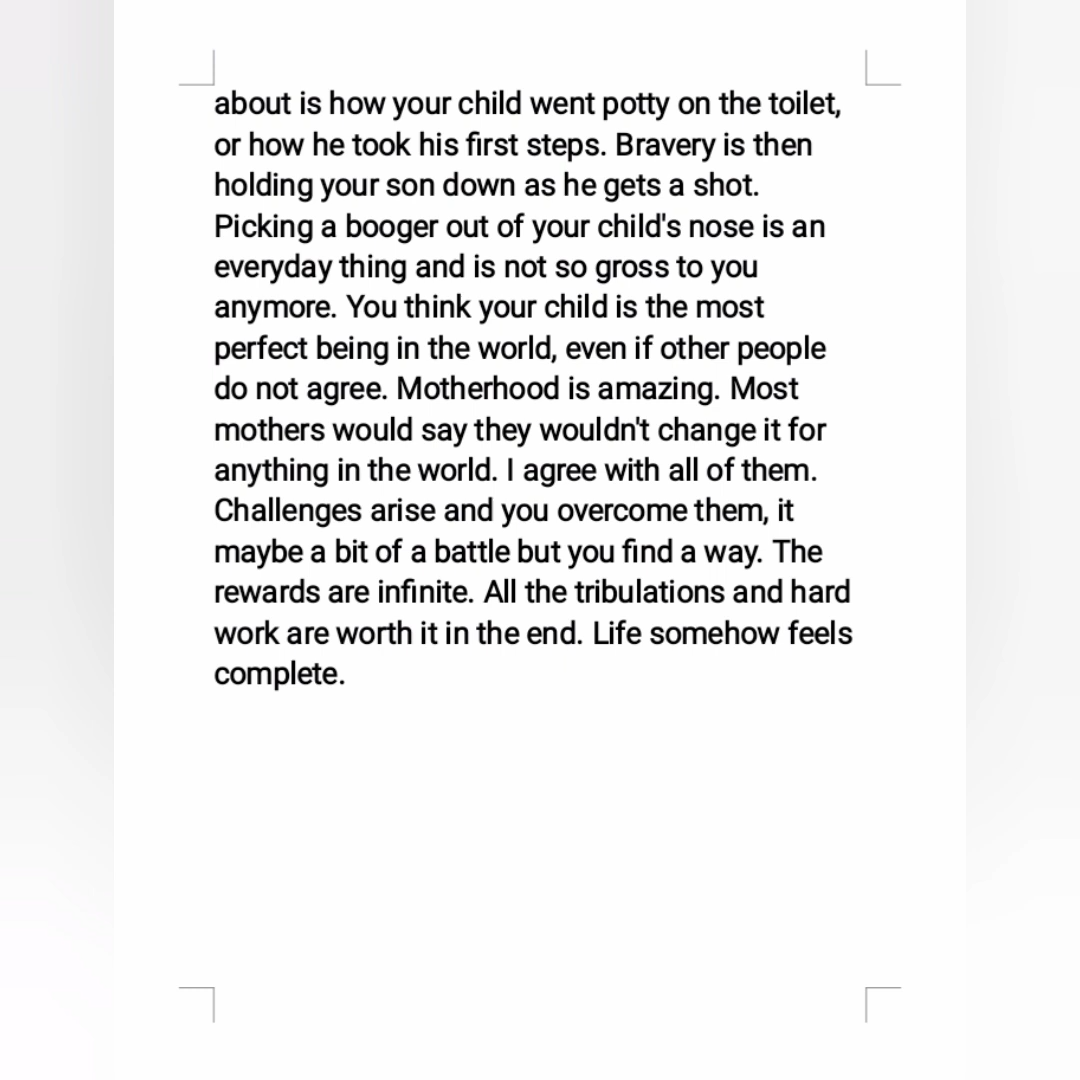 about is how your child went potty on the toilet,
or how he took his first steps. Bravery is then
holding your son down as he gets a shot.
Picking a booger out of your child's nose is an
everyday thing and is not so gross to you
anymore. You think your child is the most
perfect being in the world, even if other people
do not agree. Motherhood is amazing. Most
mothers would say they wouldn't change it for
anything in the world. I agree with all of them.
Challenges arise and you overcome them, it
maybe a bit of a battle but you find a way. The
rewards are infinite. All the tribulations and hard
work are worth it in the end. Life somehow feels
complete.